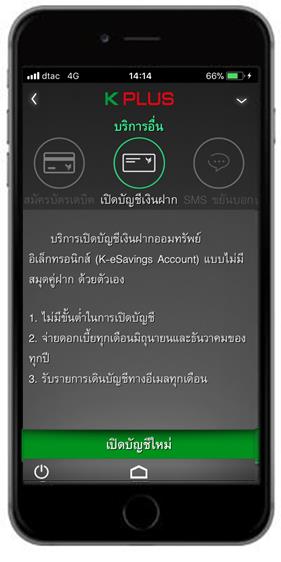 dtac 4G 14:14 66%
K PLUS
บริการอื่น
สมัครบัตรเดบิต เปิดบัญชีเงินฝาก SMS ขยันบอก
บริการเปิดบัญชีเงินฝากออมทรัพย์
อิเล็กทรอนิกส์ (K-eSavings Account) แบบไม่มี
สมุดคู่ฝาก ด้วยตัวเอง
1. ไม่มีขั้นต่ำในการเปิดบัญชี
2. จ่ายดอกเบี้ยทุกเดือนมิถุนายนและธันวาคมของ
ทุกปี
3. รับรายการเดินบัญชีทางอีเมลทุกเดือน
เปิดบัญชีใหม่